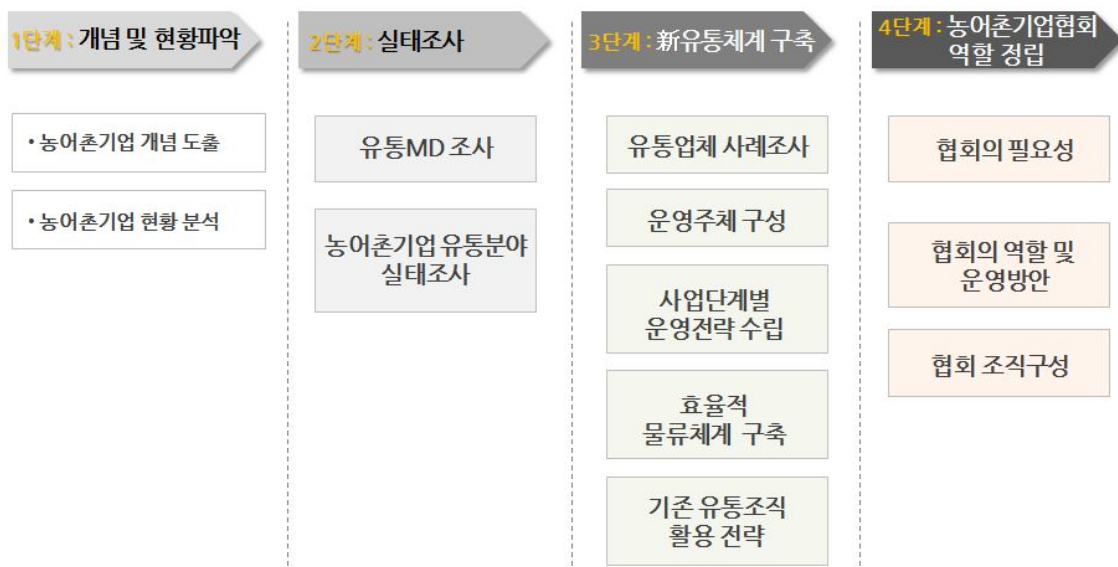 1단계 : 개념 및 현황파악
• 농어촌기업 개념 도출
• 농어촌기업 현황 분석
2단계 : 실태조사
유통MD 조사
농어촌기업 유통분야
실태조사
3단계 : 新유통체계 구축
유통업체 사례조사
운영주체 구성
사업단계별
운영전략 수립
효율적
물류체계 구축
기존 유통조직
활용 전략
4단계 : 농어촌기업협회
역할 정립
협회의 필요성
협회의 역할 및
운영방안
협회 조직구성